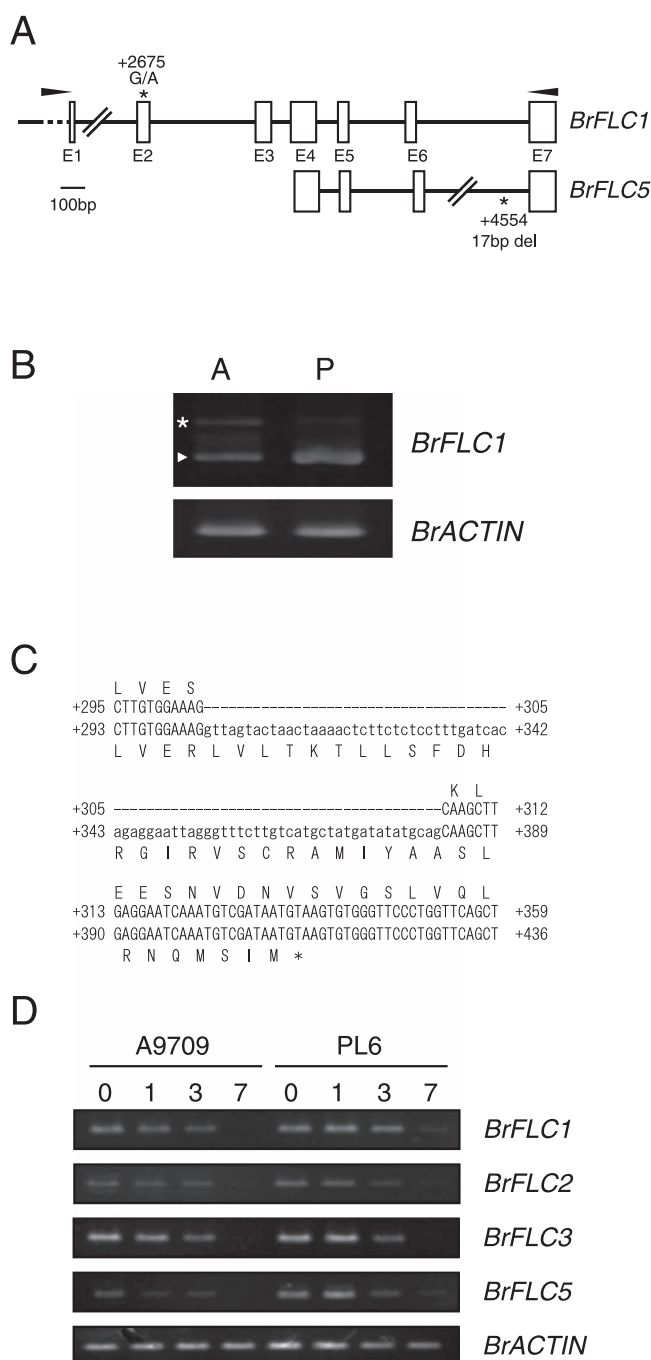 A
+2675
G/A
*
BrFLC1
E1 E2 E3 E4 E5 E6 E7
100bp
BrFLC5
*
+4554
17bp del
B
A P
*
BrFLC1
BrACTIN
C
L V E S
+295 CTTGTGGAAAG----------------------------------- +305
+293 CTTGTGGAAAGgttagtactaactaaaactcttctctcctttgatcac +342
L V E R L V L T K T L L S F D H
K L
+305 ----------------------------------------CAAGCTT +312
+343 agaggaattagggtttcttgtcatgctatgatatatgcagCAAGCTT +389
R G I R V S C R A M I Y A A S L
E E S N V D N V S V G S L V Q L
+313 GAGGAATCAAATGTCGATAATGTAAGTGTGGGTTCCCTGGTTCAGCT +359
+390 GAGGAATCAAATGTCGATAATGTAAGTGTGGGTTCCCTGGTTCAGCT +436
R N Q M S I M *
D
A9709 PL6
0 1 3 7 0 1 3 7
BrFLC1
BrFLC2
BrFLC3
BrFLC5
BrACTIN